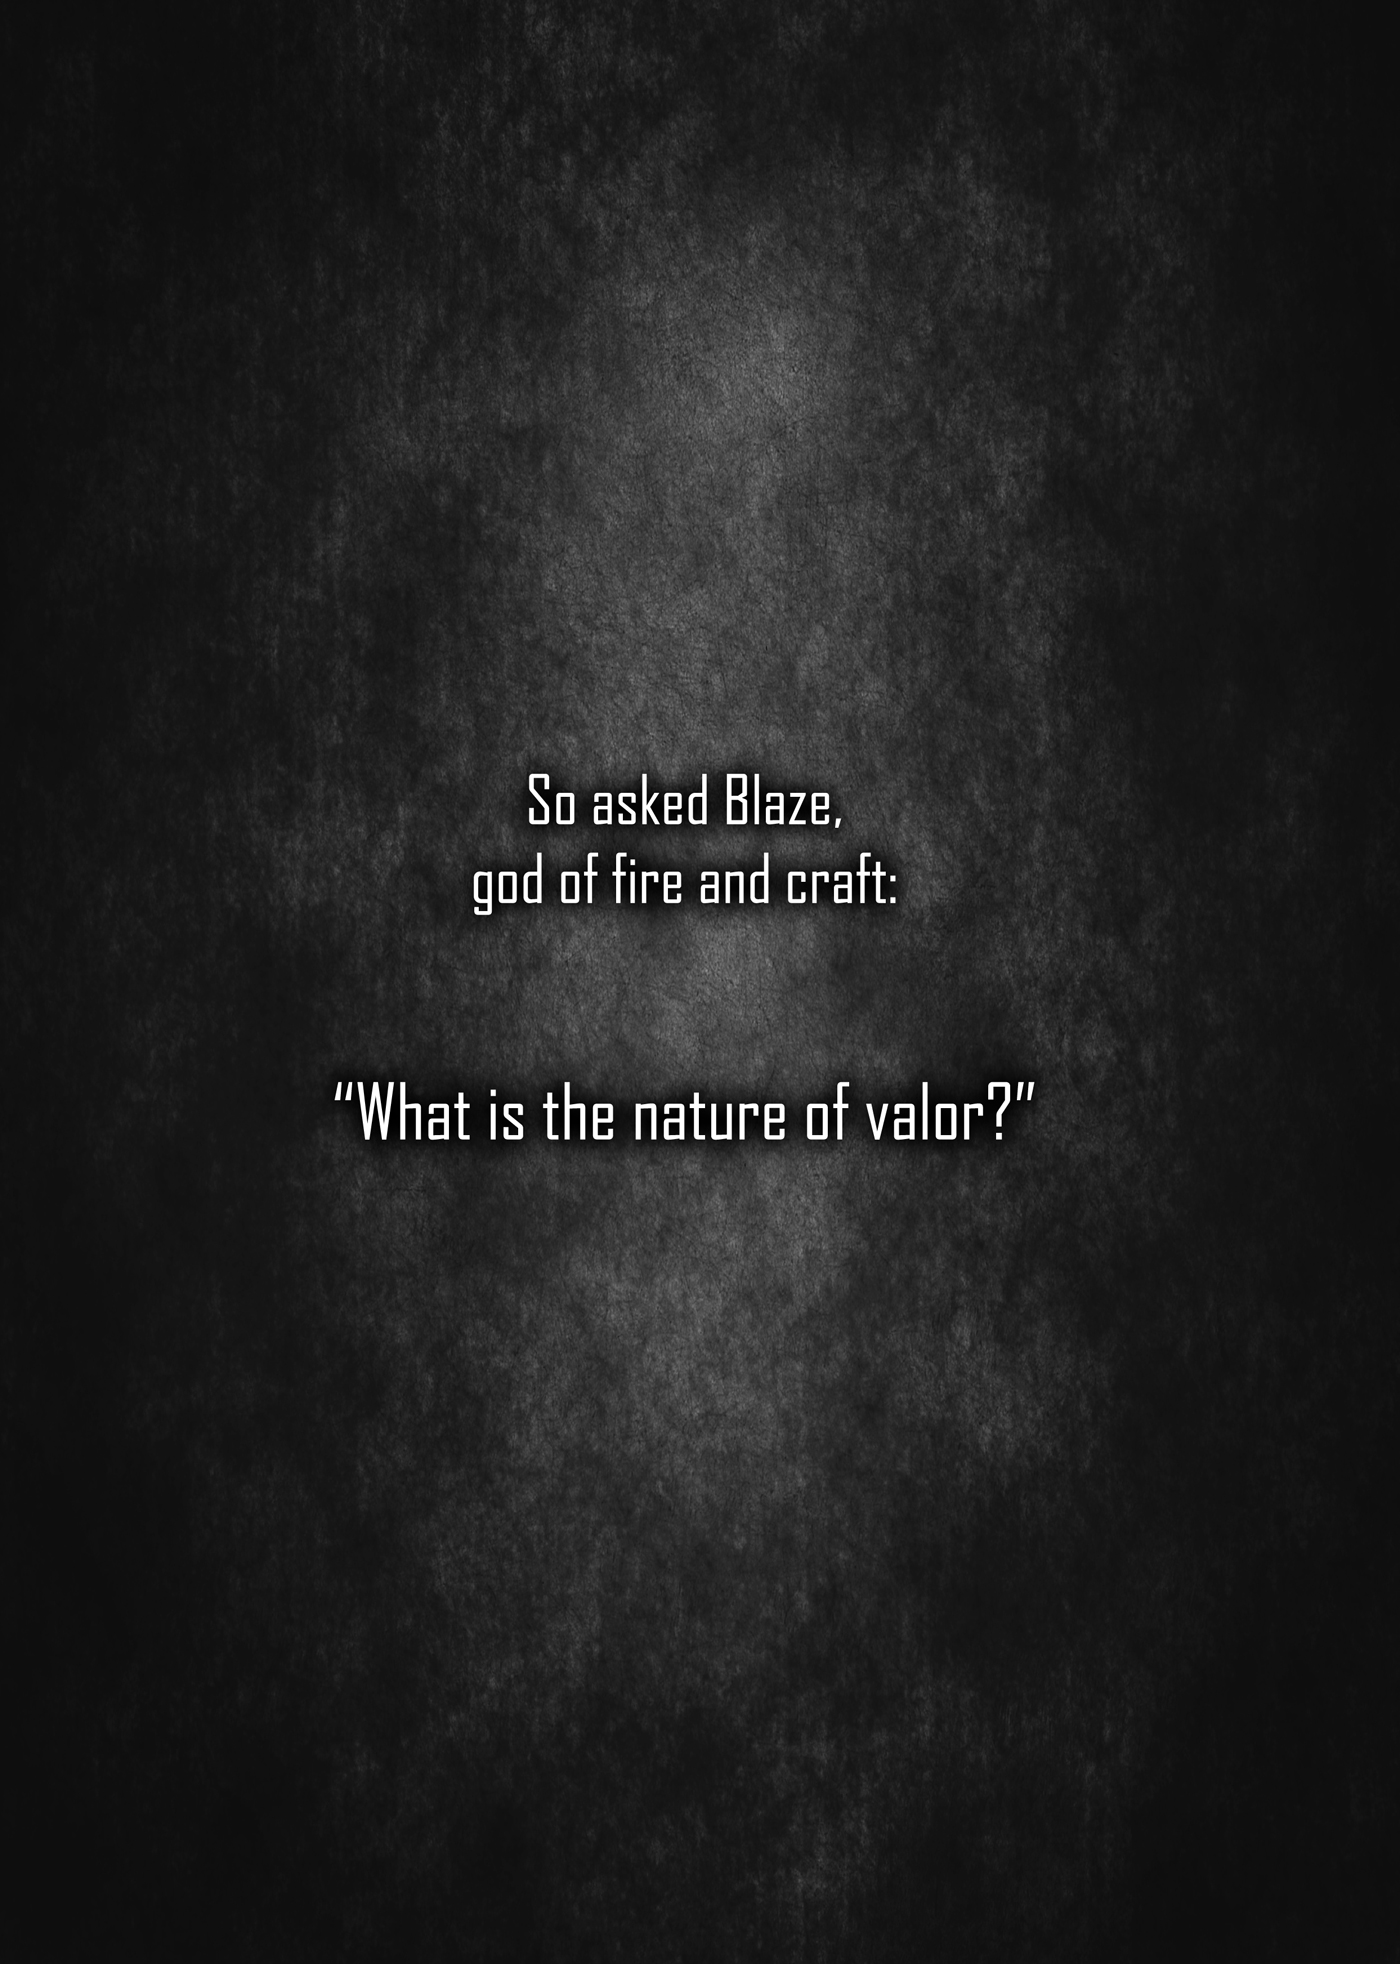 So asked Blaze,
god of fire and craft:
“What is the nature of valor?”